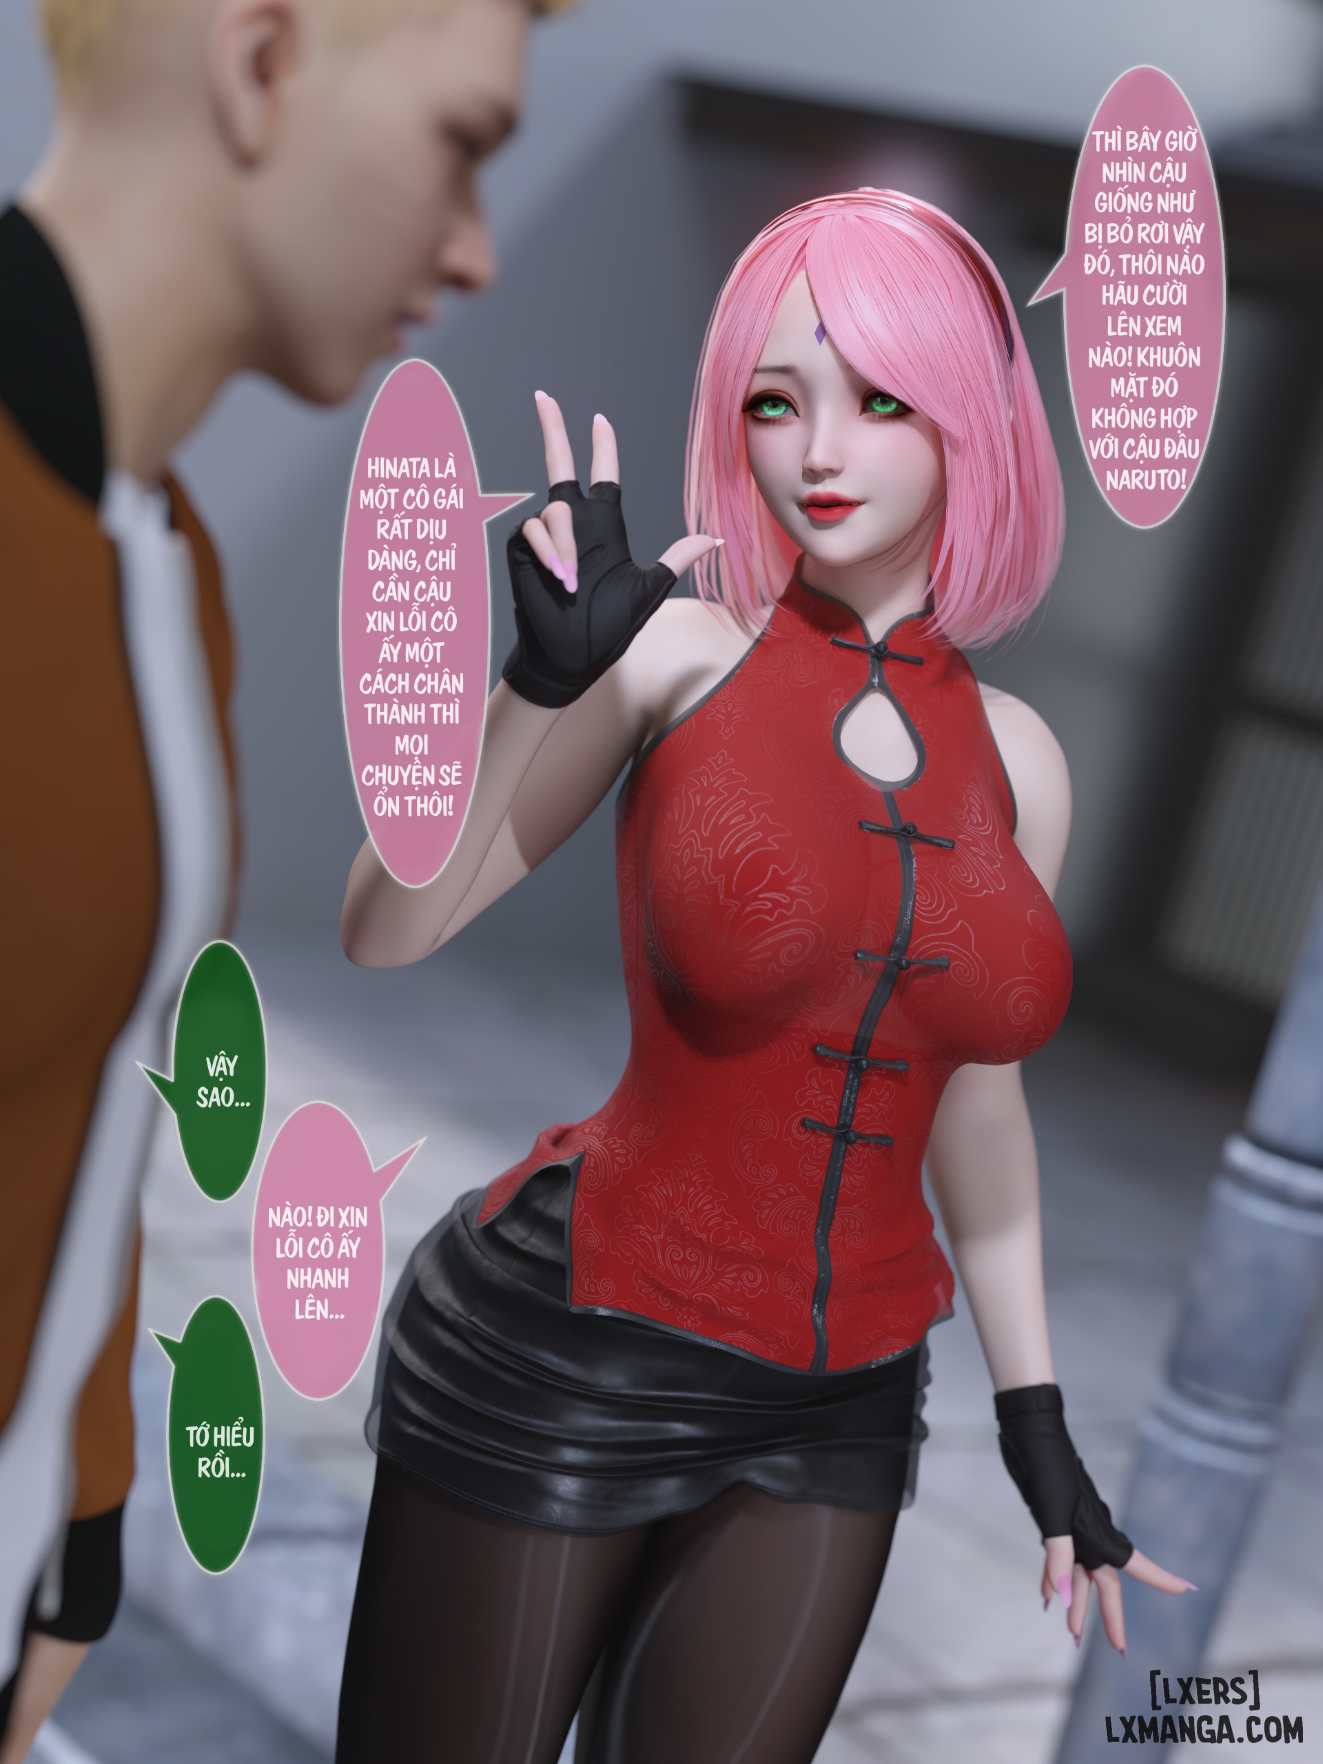 THÌ BÂY GIỜ
NHÌN CẬU
GIỐNG NHƯ
BỊ BỎ RƠI VẬY
ĐÓ, THÔI NÀO
HÃU CƯỜI
LÊN XEM
NÀO! KHUÔN
MẶT ĐÓ
KHÔNG HỢP
VỚI CẬU ĐÂU
NARUTO!
HINATA LÀ
MỘT CÔ GÁI
RẤT DỊU
DÀNG, CHỈ
CẦN CẬU
XIN LỖI CÔ
ẤY MỘT
CÁCH CHÂN
THÀNH THÌ
MỌI
CHUYỆN SẼ
ỔN THÔI!
VẬY
SAO...
NÀO! ĐI XIN
LỖI CÔ ẤY
NHANH
LÊN...
TỚ HIỂU
RỒI...
[LXERS]
LXMANGA.COM